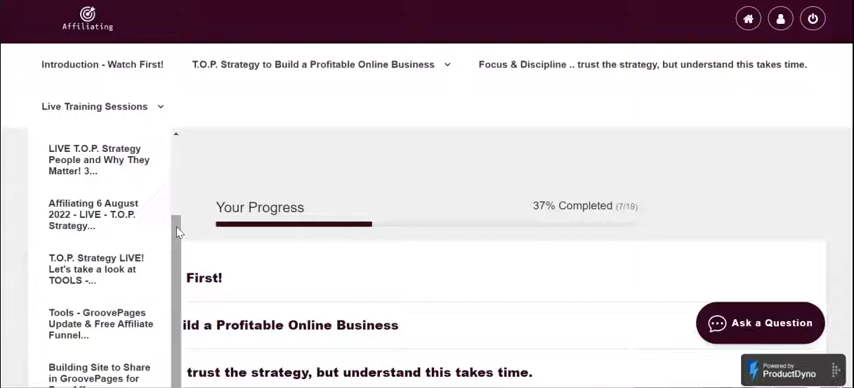 Affiliating
Introduction - Watch First!
T.O.P. Strategy to Build a Profitable Online Business
Focus & Discipline .. trust the strategy, but understand this takes time.
Live Training Sessions
LIVE T.O.P. Strategy
People and Why They
Matter! 3...
Affiliating 6 August
2022 - LIVE - T.O.P.
Strategy...
T.O.P. Strategy LIVE!
Let's take a look at
TOOLS -...
Tools - GroovePages
Update & Free Affiliate
Funnel...
Building Site to Share
in GroovePages for
Your Progress
37% Completed (7/19)
First!
ild a Profitable Online Business
trust the strategy, but understand this takes time.
Ask a Question
Powered by
ProductDyno